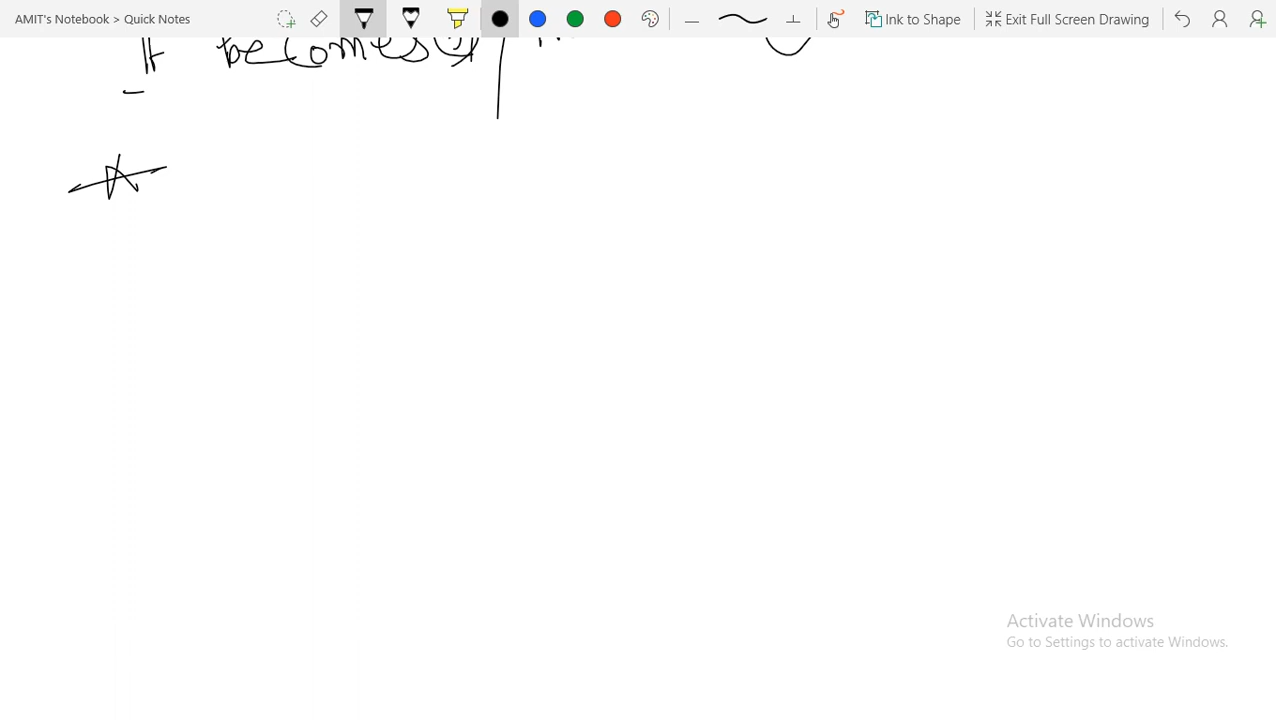 AMIT's Notebook > Quick Notes
Ink to Shape
Exit Full Screen Drawing
It becomes
Activate Windows
Go to Settings to activate Windows.